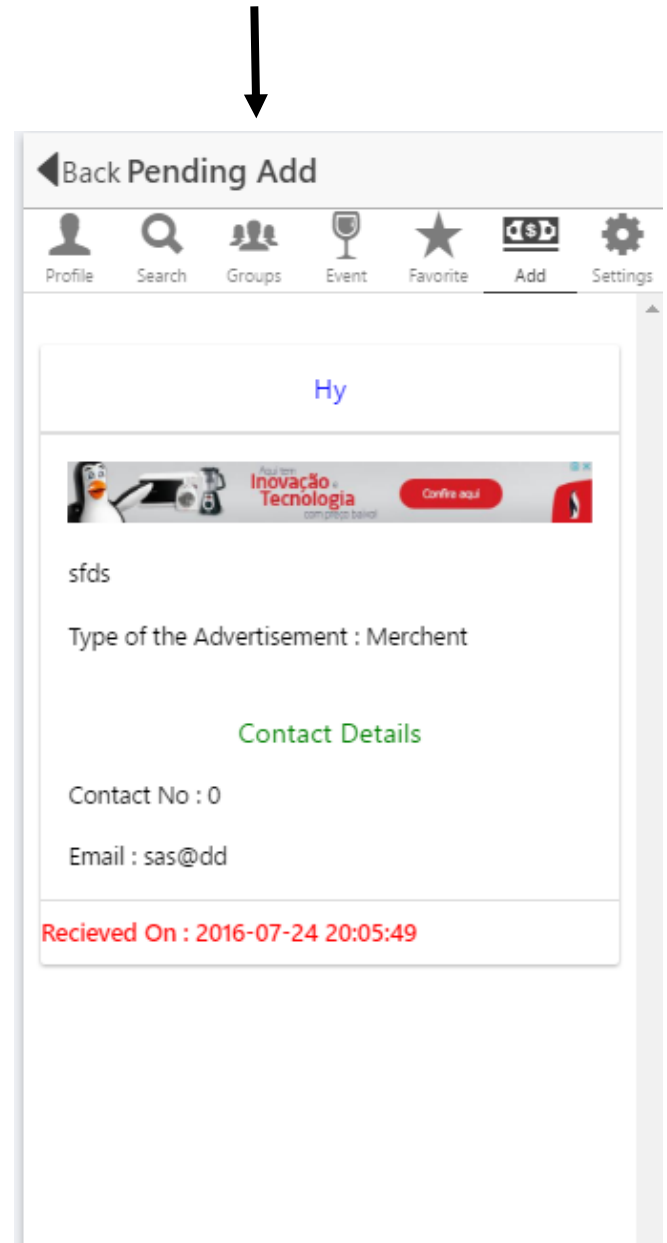 Back Pending Add
Profile Search Groups Event Favorite Add Settings
Hy
Aqui tem
Inovação e
Tecnologia
com preço baixo!
Confira aqui
sfds
Type of the Advertisement : Merchent
Contact Details
Contact No : 0
Email : sas@dd
Recieved On : 2016-07-24 20:05:49